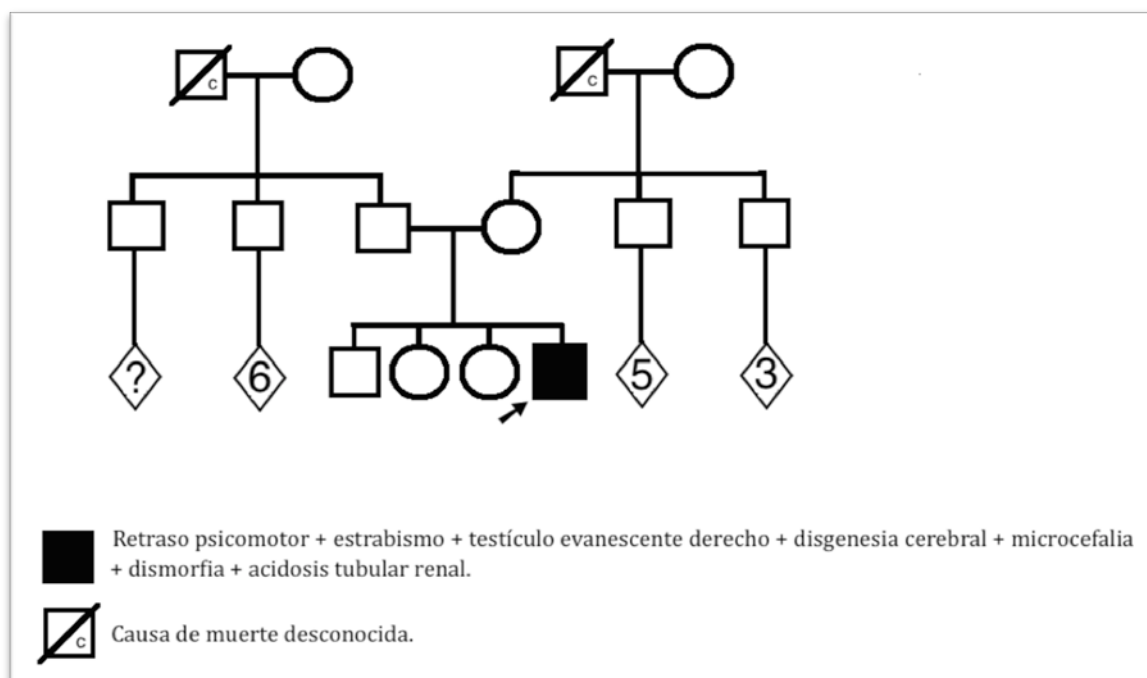 c
c
?
6
5
3
Retraso psicomotor + estrabismo + testículo evanescente derecho + disgenesia cerebral + microcefalia
+ dismorfia + acidosis tubular renal.
c
Causa de muerte desconocida.